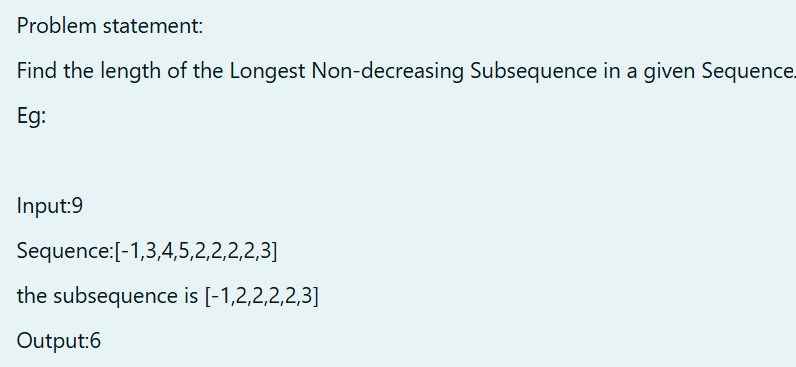 Problem statement:
Find the length of the Longest Non-decreasing Subsequence in a given Sequence.
Eg:
Input:9
Sequence:[-1,3,4,5,2,2,2,2,3]
the subsequence is [-1,2,2,2,2,3]
Output:6